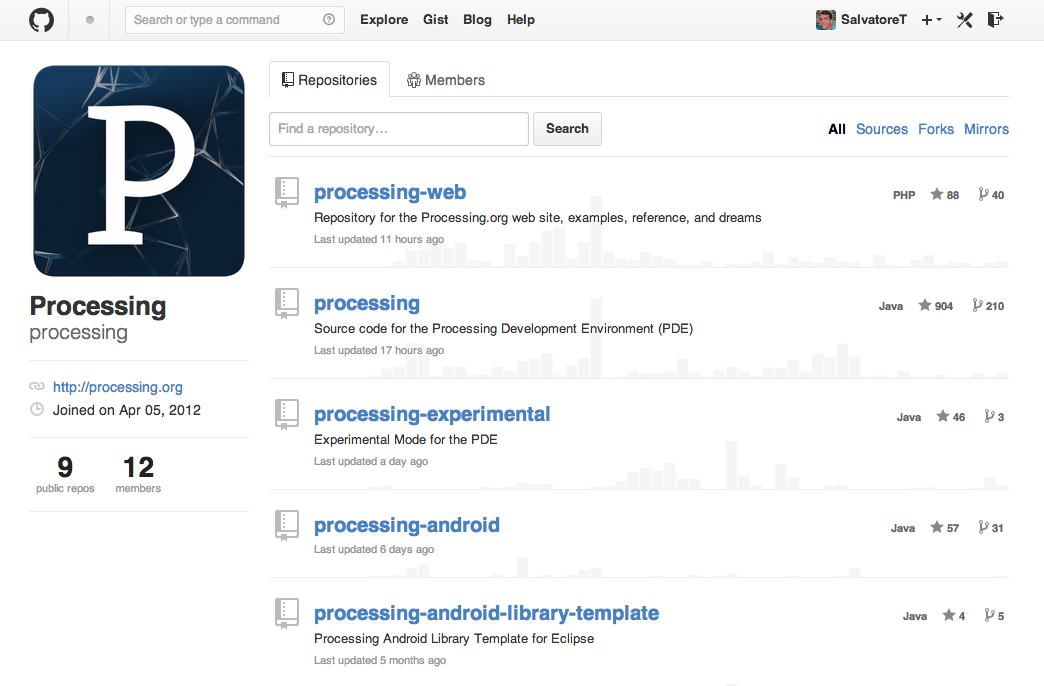 Search or type a command
Explore Gist Blog Help
SalvatoreT
P
Processing
processing
http://processing.org
Joined on Apr 05, 2012
9 12
public repos members
Repositories Members
Find a repository... Search All Sources Forks Mirrors
processing-web PHP 88 40
Repository for the Processing.org web site, examples, reference, and dreams
Last updated 11 hours ago
processing Java 904 210
Source code for the Processing Development Environment (PDE)
Last updated 17 hours ago
processing-experimental Java 46 3
Experimental Mode for the PDE
Last updated a day ago
processing-android Java 57 31
Last updated 6 days ago
processing-android-library-template Java 4 5
Processing Android Library Template for Eclipse
Last updated 5 months ago